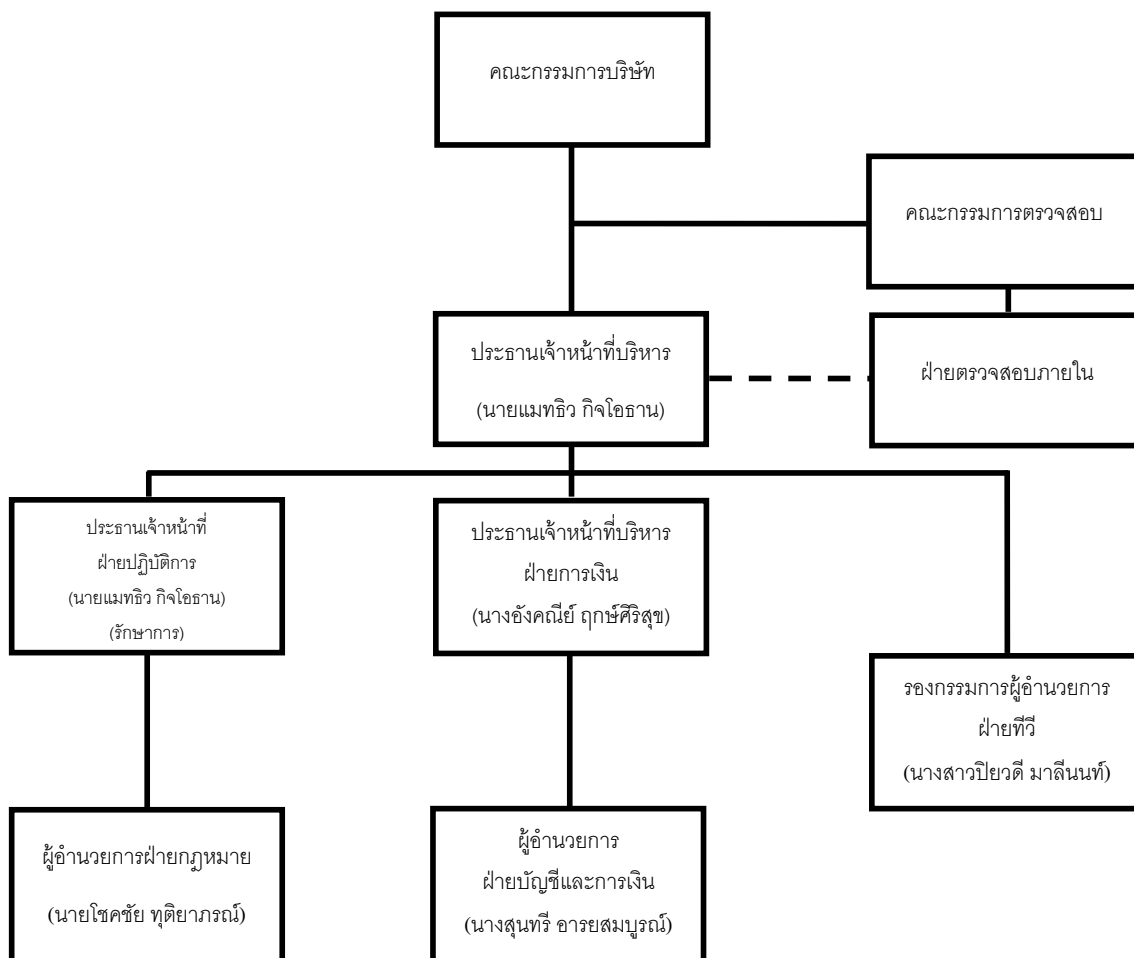 คณะกรรมการบริษัท
คณะกรรมการตรวจสอบ
ประธานเจ้าหน้าที่บริหาร
(นายแมทธิว กิจโอธาน)
ฝ่ายตรวจสอบภายใน
ประธานเจ้าหน้าที่
ฝ่ายปฏิบัติการ
(นายแมทธิว กิจโอธาน)
(รักษาการ)
ประธานเจ้าหน้าที่บริหาร
ฝ่ายการเงิน
(นางอังคณีย์ ฤกษ์ศิริสุข)
รองกรรมการผู้อำนวยการ
ฝ่ายทีวี
(นางสาวปิยวดี มาลีนนท์)
ผู้อำนวยการฝ่ายกฎหมาย
(นายโชคชัย ทุติยาภรณ์)
ผู้อำนวยการ
ฝ่ายบัญชีและการเงิน
(นางสุนทรี อารยสมบูรณ์)